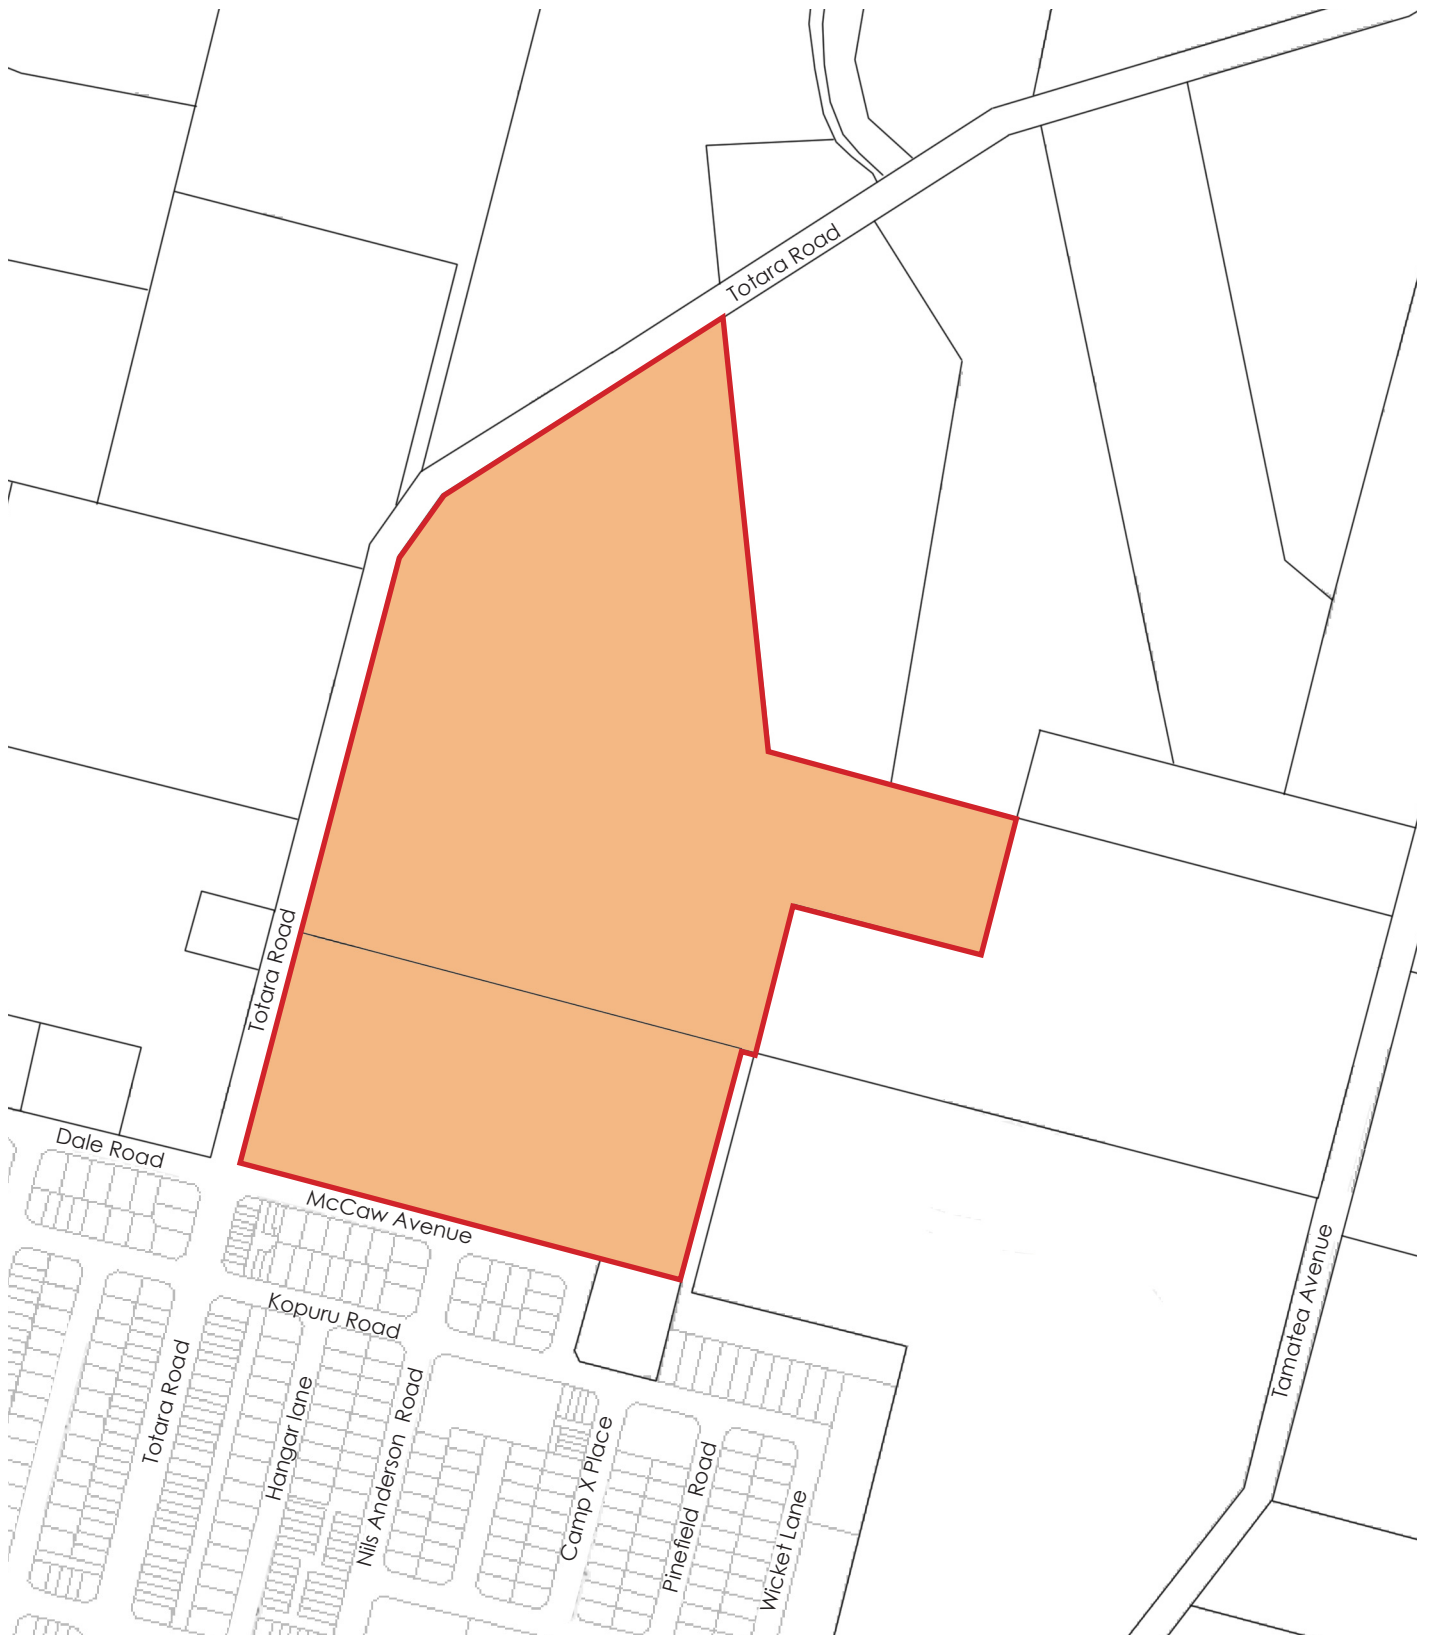 Totara Road
Totara Road
Dale Road
McCaw Avenue
Kopuru Road
Tamatea Avenue
Totara Road
Hangar lane
Nils Anderson Road
Camp X Place
Pinefield Road
Wicket Lane